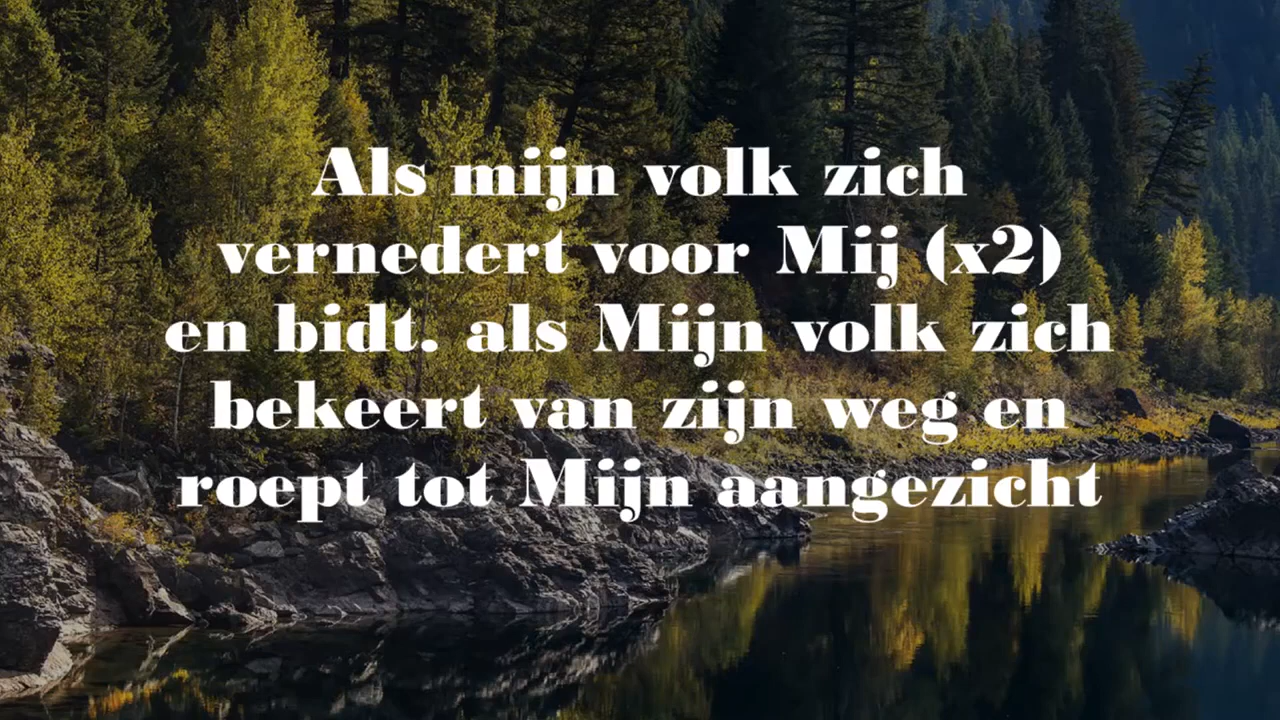 Als mijn volk zich
vernedert voor Mij (x2)
en bidt. als Mijn volk zich
bekeert van zijn weg en
roept tot Mijn aangezicht